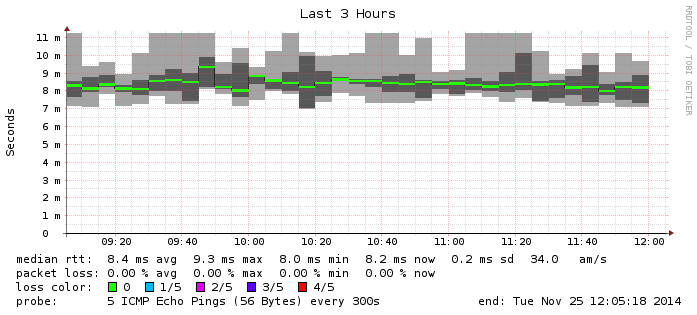 Last 3 Hours
RRDTOOL / TOBI OETIKER
Seconds
11 m
10 m
9 m
8 m
7 m
6 m
5 m
4 m
3 m
2 m
1 m
0
09:20 09:40 10:00 10:20 10:40 11:00 11:20 11:40 12:00
median rtt: 8.4 ms avg 9.3 ms max 8.0 ms min 8.2 ms now 0.2 ms sd 34.0 am/s
packet loss: 0.00 % avg 0.00 % max 0.00 % min 0.00 % now
loss color: 0 1/5 2/5 3/5 4/5
probe: 5 ICMP Echo Pings (56 Bytes) every 300s end: Tue Nov 25 12:05:18 2014